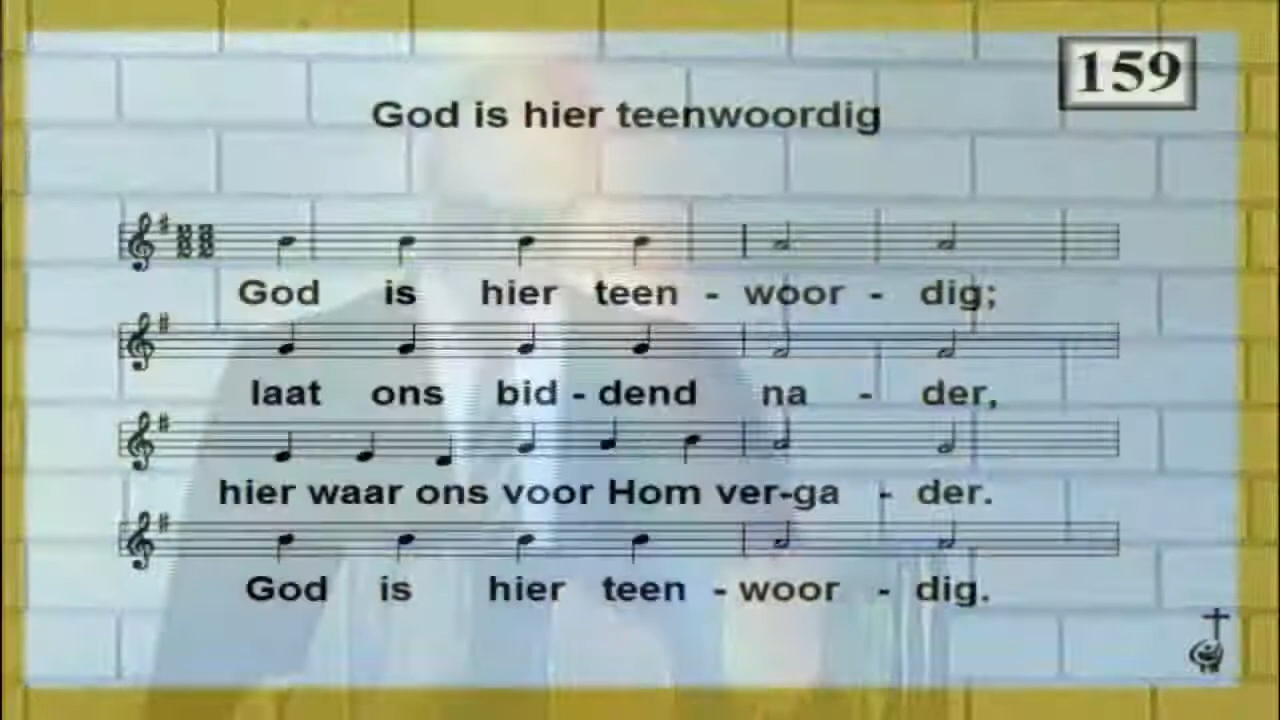 159
God is hier teenwoordig
God is hier teen - woor - dig;
laat ons bid - dend na - der,
hier waar ons voor Hom ver-ga - der.
God is hier teen - woor - dig.